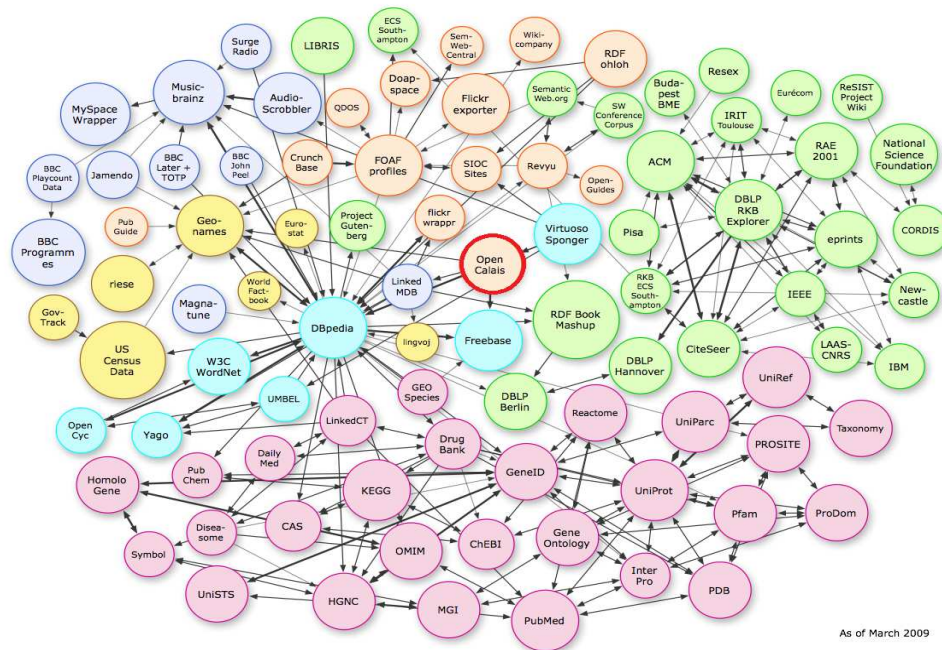 ECS
South-
ampton
Surge
Radio
LIBRIS
Sem-
Web-
Central
Wiki-
company
RDF
ohloh
Resex
Music-
brainz
Doap-
space
Flickr
exporter
Buda-
pest
BME
Eurécom
ReSIST
Project
Wiki
MySpace
Wrapper
Audio-
Scrobbler
QDOS
Semantic
Web.org
SW
Conference
Corpus
IRIT
Toulouse
National
Science
Foundation
BBC
Playcount
Data
Jamendo
BBC
Later +
TOTP
BBC
John
Peel
Crunch
Base
FOAF
profiles
SIOC
Sites
Revyu
Open-
Guides
ACM
RAE
2001
DBLP
RKB
Explorer
Pub
Guide
Geo-
names
Euro-
stat
Project
Guten-
berg
flickr
wrappr
Virtuoso
Sponger
Pisa
eprints
CORDIS
BBC
Programm
es
riese
World
Fact-
book
Linked
MDB
Open
Calais
RKB
ECS
South-
ampton
IEEE
New-
castle
Gov-
Track
Magna-
tune
DBpedia
RDF Book
Mashup
US
Census
Data
W3C
WordNet
lingvoj
Freebase
DBLP
Hannover
CiteSeer
LAAS-
CNRS
IBM
UMBEL
GEO
Species
DBLP
Berlin
UniRef
Open
Cyc
Yago
LinkedCT
Reactome
UniParc
Taxonomy
Drug
Bank
PROSITE
Daily
Med
Pub
Chem
Homolo
Gene
KEGG
GeneID
UniProt
Pfam
ProDom
Disea-
some
CAS
ChEBI
Gene
Ontology
Symbol
OMIM
Inter
Pro
UniSTS
HGNC
MGI
PubMed
PDB
As of March 2009